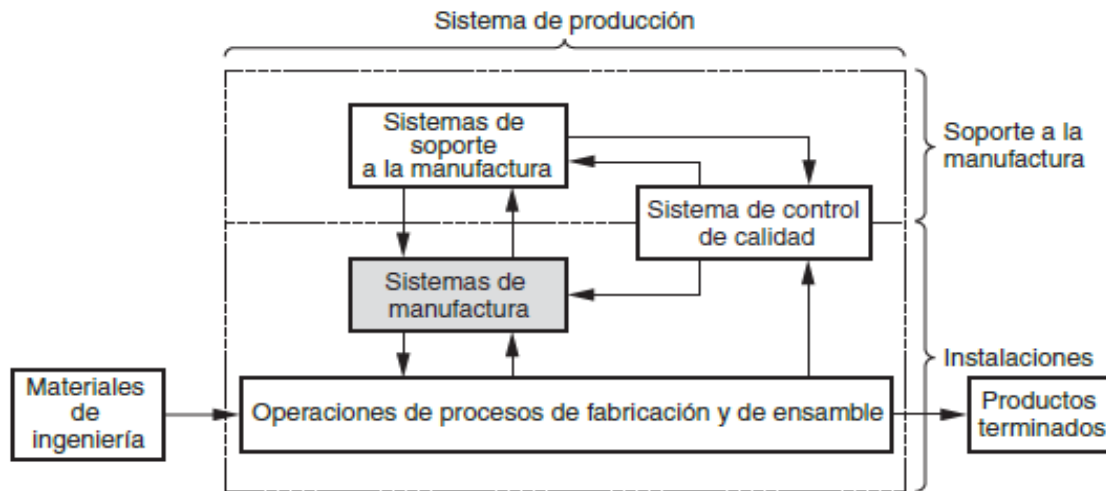 Sistema de producción
Sistemas de
soporte
a la manufactura
Soporte a la
manufactura
Sistema de control
de calidad
Sistemas de
manufactura
Instalaciones
Materiales
de
ingeniería
Operaciones de procesos de fabricación y de ensamble
Productos
terminados